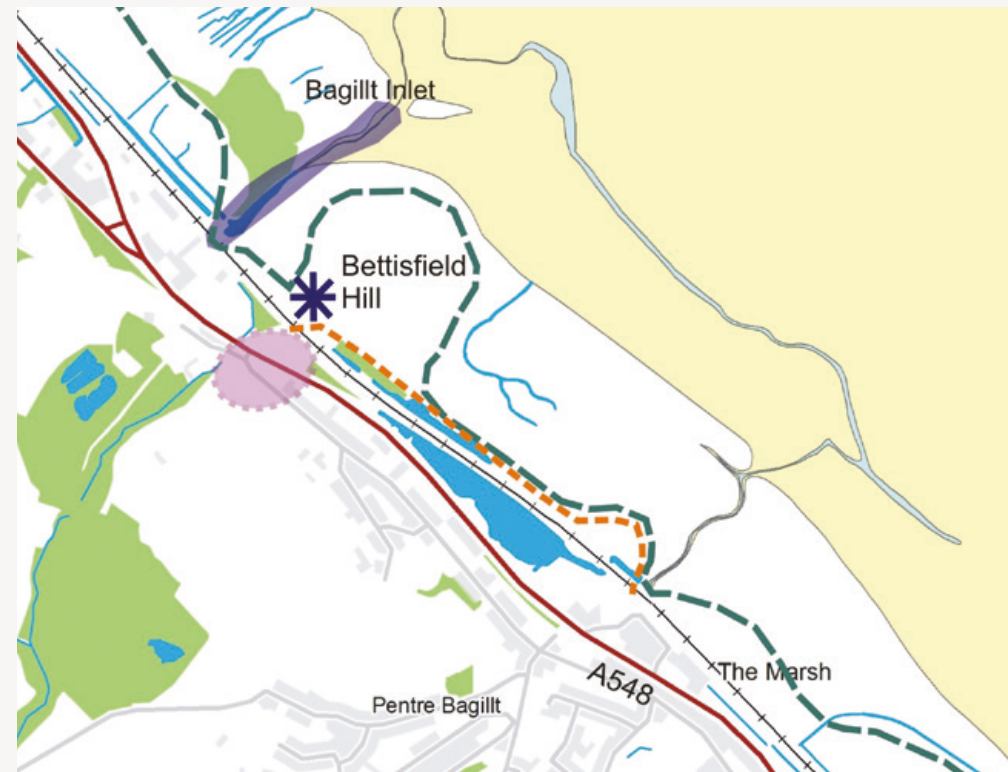 Bagillt Inlet
Bettisfield
Hill
The Marsh
A548
Pentre Bagillt